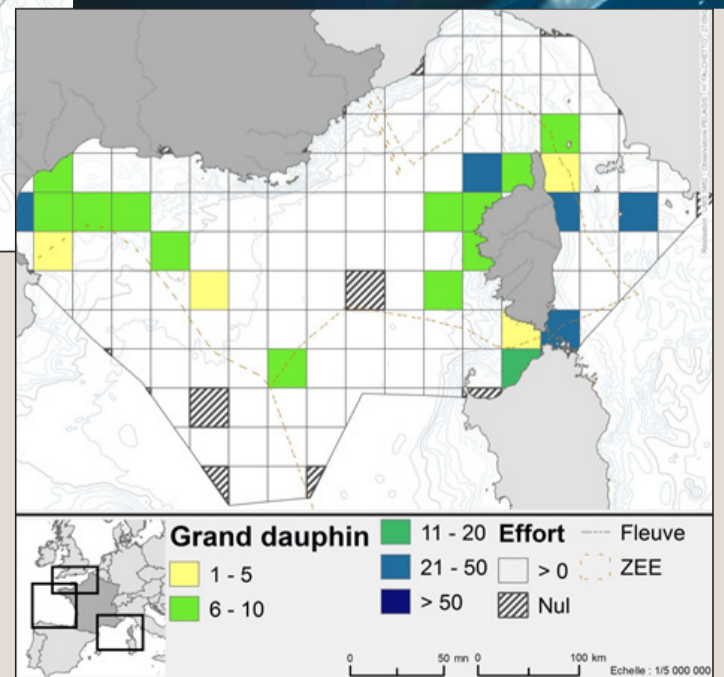 Grand dauphin
1 - 5
6 - 10
11 - 20
21 - 50
> 50
Effort
> 0
Nul
Fleuve
ZEE
0 50 mn 0 100 km
Echelle : 1/5 000 000